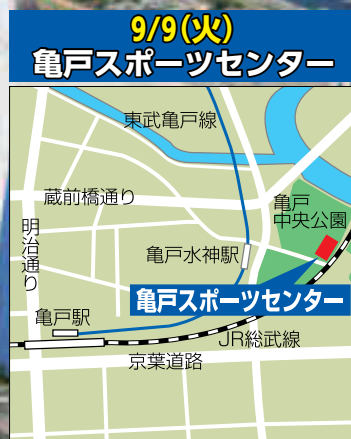 9/9(火)
亀戸スポーツセンター
東武亀戸線
蔵前橋通り
亀戸
中央公園
明治通り
亀戸水神駅
亀戸スポーツセンター
亀戸駅
JR総武線
京葉道路